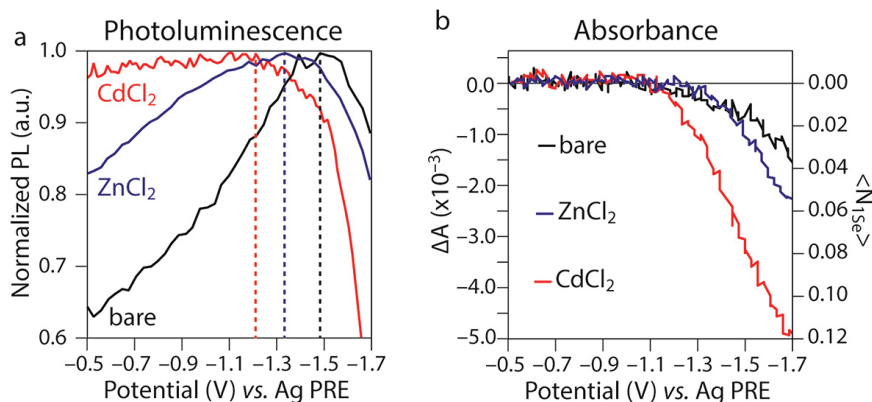 a
Photoluminescence
Normalized PL (a.u.)
1.0
0.9
0.8
0.7
0.6
CdCl₂
ZnCl₂
bare
−0.5 −0.7 −0.9 −1.1 −1.3 −1.5 −1.7
Potential (V) vs. Ag PRE
b
Absorbance
ΔA (x10⁻³)
0.0
−1.0
−2.0
−3.0
−4.0
−5.0
bare
ZnCl₂
CdCl₂
0.00
0.02
0.04
0.06
0.08
0.10
0.12
<N₁Se>
−0.5 −0.7 −0.9 −1.1 −1.3 −1.5 −1.7
Potential (V) vs. Ag PRE